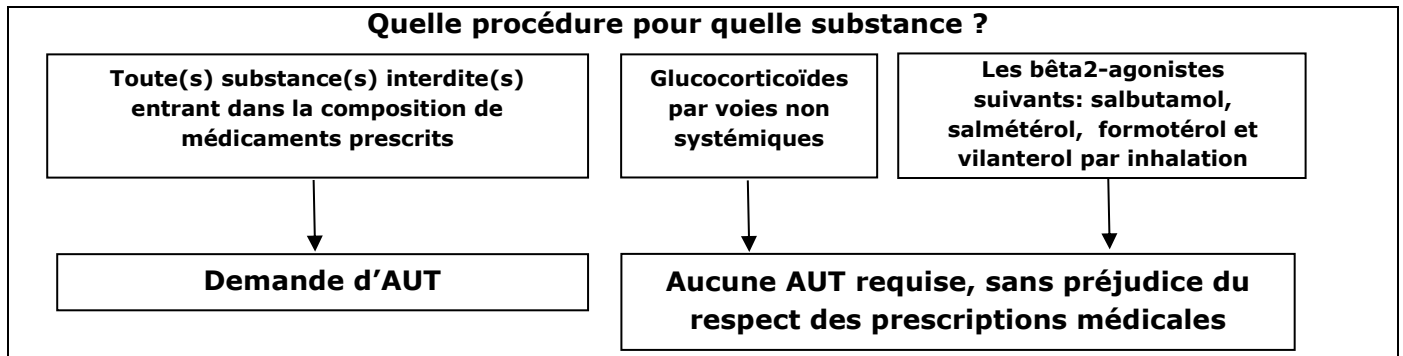 Quelle procédure pour quelle substance ?
Toute(s) substance(s) interdite(s)
entrant dans la composition de
médicaments prescrits
Glucocorticoïdes
par voies non
systémiques
Les bêta2-agonistes
suivants: salbutamol,
salmétérol, formotérol et
vilanterol par inhalation
Demande d’AUT
Aucune AUT requise, sans préjudice du
respect des prescriptions médicales